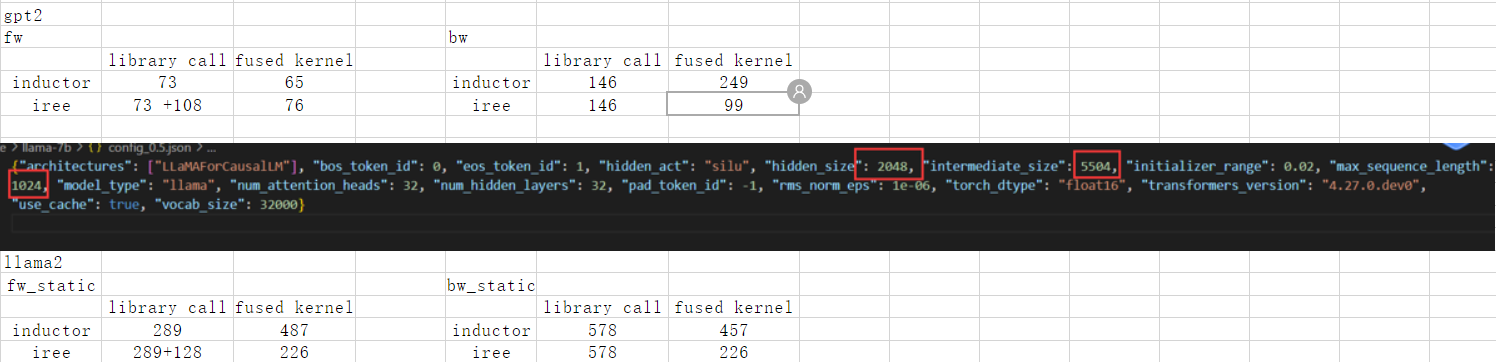 gpt2
fw bw
library call fused kernel library call fused kernel
inductor 73 65 inductor 146 249
iree 73 +108 76 iree 146 99
> llama-7b > {} config_0.5.json > ...
{"architectures": ["LLaMAForCausalLM"], "bos_token_id": 0, "eos_token_id": 1, "hidden_act": "silu", "hidden_size": 2048, "intermediate_size": 5504, "initializer_range": 0.02, "max_sequence_length":
1024, "model_type": "llama", "num_attention_heads": 32, "num_hidden_layers": 32, "pad_token_id": -1, "rms_norm_eps": 1e-06, "torch_dtype": "float16", "transformers_version": "4.27.0.dev0",
"use_cache": true, "vocab_size": 32000}
llama2
fw_static bw_static
library call fused kernel library call fused kernel
inductor 289 487 inductor 578 457
iree 289+128 226 iree 578 226